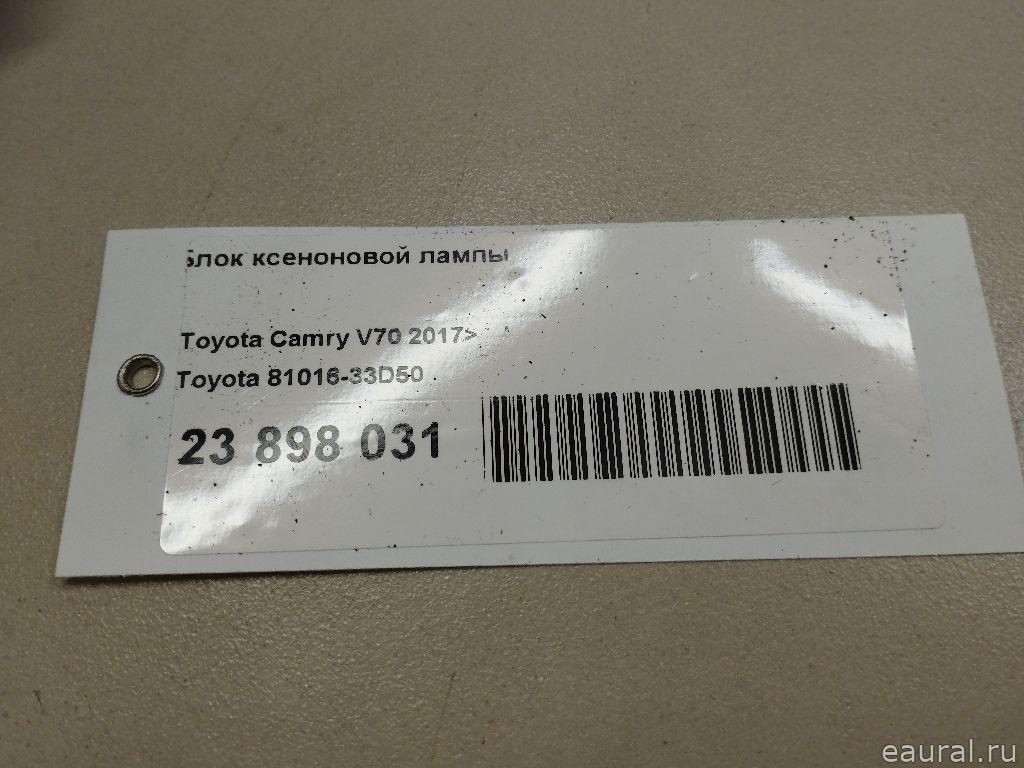 Блок ксеноновой лампы
Toyota Camry V70 2017>
Toyota 81016-33D50
23 898 031
eaural.ru